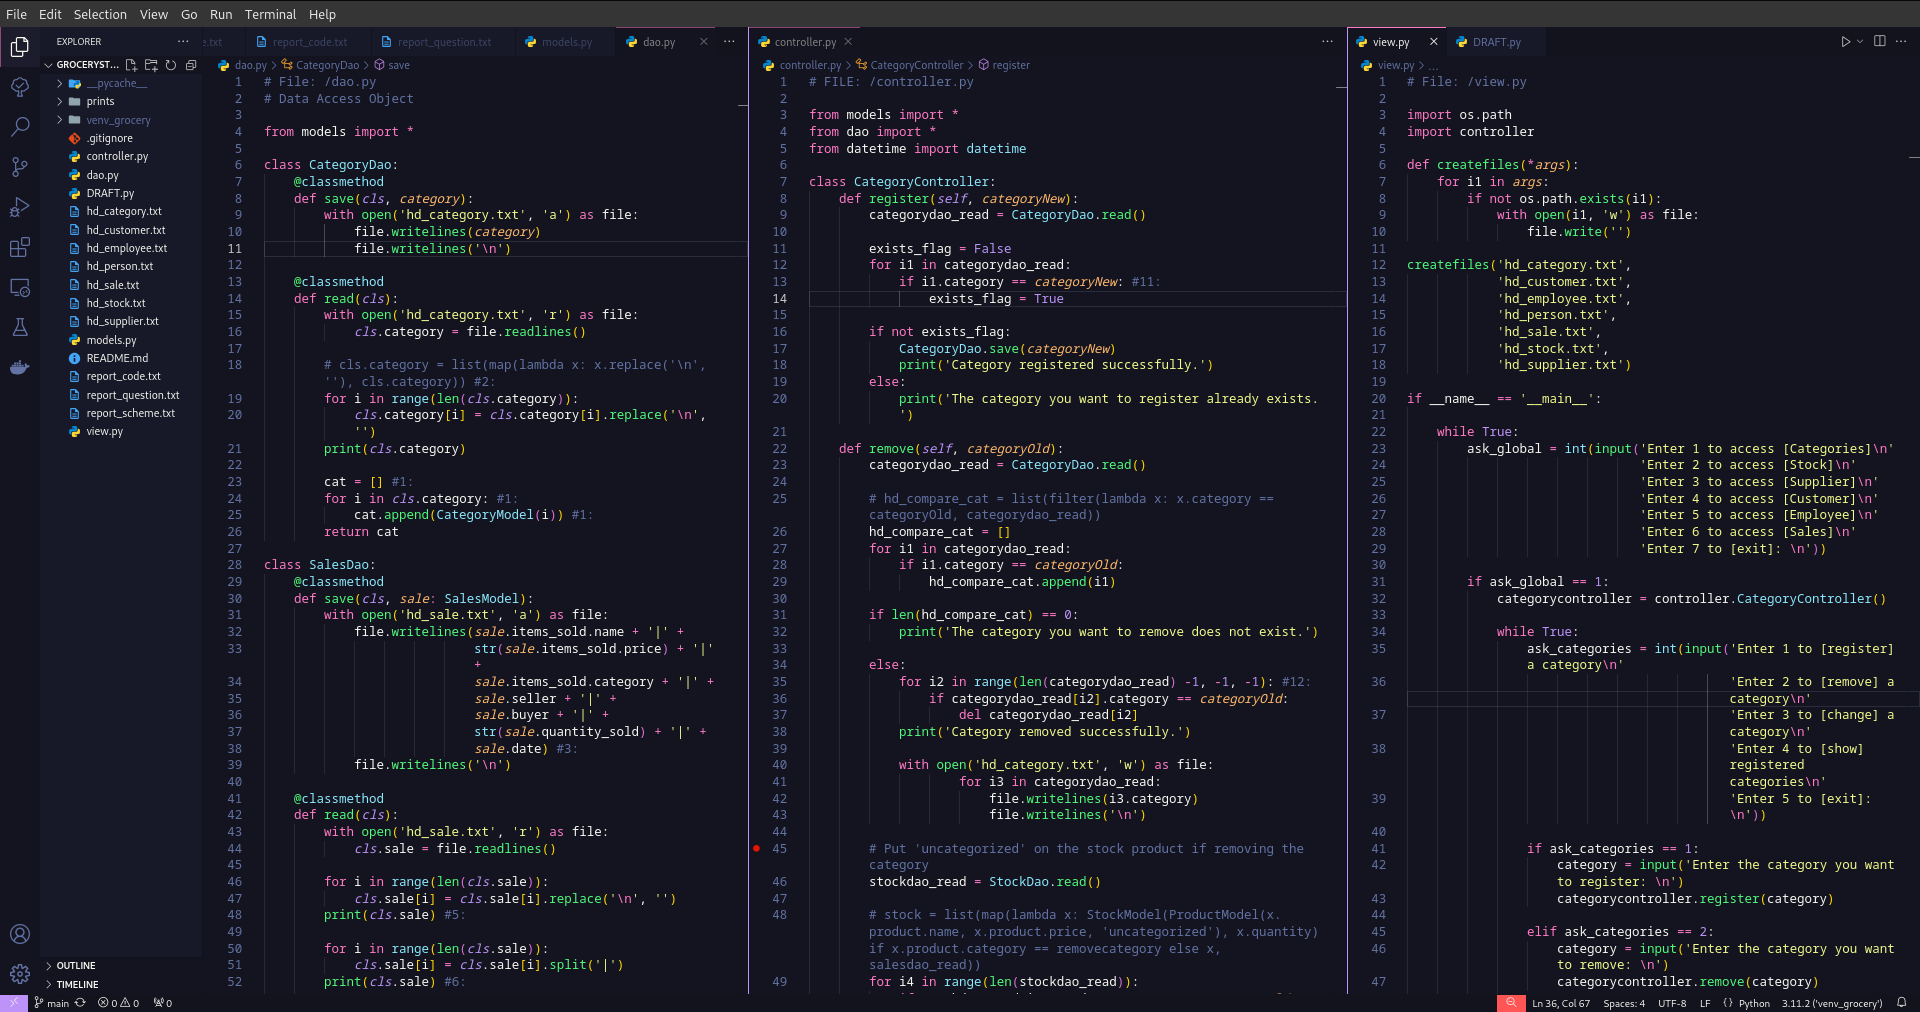 File Edit Selection View Go Run Terminal Help
EXPLORER
GROCERYST...
__pycache__
prints
venv_grocery
.gitignore
controller.py
dao.py
DRAFT.py
hd_category.txt
hd_customer.txt
hd_employee.txt
hd_person.txt
hd_sale.txt
hd_stock.txt
hd_supplier.txt
models.py
README.md
report_code.txt
report_question.txt
report_scheme.txt
view.py
OUTLINE
TIMELINE
e.txt report_code.txt report_question.txt models.py dao.py
dao.py > CategoryDao > save
1 # File: /dao.py
2 # Data Access Object
3
4 from models import *
5
6 class CategoryDao:
7 @classmethod
8 def save(cls, category):
9 with open('hd_category.txt', 'a') as file:
10 file.writelines(category)
11 file.writelines('\n')
12
13 @classmethod
14 def read(cls):
15 with open('hd_category.txt', 'r') as file:
16 cls.category = file.readlines()
17
18 # cls.category = list(map(lambda x: x.replace('\n',
''), cls.category)) #2:
19 for i in range(len(cls.category)):
20 cls.category[i] = cls.category[i].replace('\n',
'')
21 print(cls.category)
22
23 cat = [] #1:
24 for i in cls.category: #1:
25 cat.append(CategoryModel(i)) #1:
26 return cat
27
28 class SalesDao:
29 @classmethod
30 def save(cls, sale: SalesModel):
31 with open('hd_sale.txt', 'a') as file:
32 file.writelines(sale.items_sold.name + '|' +
33 str(sale.items_sold.price) + '|'
+
34 sale.items_sold.category + '|' +
35 sale.seller + '|' +
36 sale.buyer + '|' +
37 str(sale.quantity_sold) + '|' +
38 sale.date) #3:
39 file.writelines('\n')
40
41 @classmethod
42 def read(cls):
43 with open('hd_sale.txt', 'r') as file:
44 cls.sale = file.readlines()
45
46 for i in range(len(cls.sale)):
47 cls.sale[i] = cls.sale[i].replace('\n', '')
48 print(cls.sale) #5:
49
50 for i in range(len(cls.sale)):
51 cls.sale[i] = cls.sale[i].split('|')
52 print(cls.sale) #6:
controller.py
controller.py > CategoryController > register
1 # FILE: /controller.py
2
3 from models import *
4 from dao import *
5 from datetime import datetime
6
7 class CategoryController:
8 def register(self, categoryNew):
9 categorydao_read = CategoryDao.read()
10
11 exists_flag = False
12 for i1 in categorydao_read:
13 if i1.category == categoryNew: #11:
14 exists_flag = True
15
16 if not exists_flag:
17 CategoryDao.save(categoryNew)
18 print('Category registered successfully.')
19 else:
20 print('The category you want to register already exists.
')
21
22 def remove(self, categoryOld):
23 categorydao_read = CategoryDao.read()
24
25 # hd_compare_cat = list(filter(lambda x: x.category ==
categoryOld, categorydao_read))
26 hd_compare_cat = []
27 for i1 in categorydao_read:
28 if i1.category == categoryOld:
29 hd_compare_cat.append(i1)
30
31 if len(hd_compare_cat) == 0:
32 print('The category you want to remove does not exist.')
33
34 else:
35 for i2 in range(len(categorydao_read) -1, -1, -1): #12:
36 if categorydao_read[i2].category == categoryOld:
37 del categorydao_read[i2]
38 print('Category removed successfully.')
39
40 with open('hd_category.txt', 'w') as file:
41 for i3 in categorydao_read:
42 file.writelines(i3.category)
43 file.writelines('\n')
44
45 # Put 'uncategorized' on the stock product if removing the
category
46 stockdao_read = StockDao.read()
47
48 # stock = list(map(lambda x: StockModel(ProductModel(x.
product.name, x.product.price, 'uncategorized'), x.quantity)
if x.product.category == removecategory else x,
salesdao_read))
49 for i4 in range(len(stockdao_read)):
view.py DRAFT.py
view.py > ...
1 # File: /view.py
2
3 import os.path
4 import controller
5
6 def createfiles(*args):
7 for i1 in args:
8 if not os.path.exists(i1):
9 with open(i1, 'w') as file:
10 file.write('')
11
12 createfiles('hd_category.txt',
13 'hd_customer.txt',
14 'hd_employee.txt',
15 'hd_person.txt',
16 'hd_sale.txt',
17 'hd_stock.txt',
18 'hd_supplier.txt')
19
20 if __name__ == '__main__':
21
22 while True:
23 ask_global = int(input('Enter 1 to access [Categories]\n'
24 'Enter 2 to access [Stock]\n'
25 'Enter 3 to access [Supplier]\n'
26 'Enter 4 to access [Customer]\n'
27 'Enter 5 to access [Employee]\n'
28 'Enter 6 to access [Sales]\n'
29 'Enter 7 to [exit]: \n'))
30
31 if ask_global == 1:
32 categorycontroller = controller.CategoryController()
33
34 while True:
35 ask_categories = int(input('Enter 1 to [register]
a category\n'
36 'Enter 2 to [remove] a
category\n'
37 'Enter 3 to [change] a
category\n'
38 'Enter 4 to [show]
registered
categories\n'
39 'Enter 5 to [exit]:
\n'))
40
41 if ask_categories == 1:
42 category = input('Enter the category you want
to register: \n')
43 categorycontroller.register(category)
44
45 elif ask_categories == 2:
46 category = input('Enter the category you want
to remove: \n')
47 categorycontroller.remove(category)
main 0 0 0 Ln 36, Col 67 Spaces: 4 UTF-8 LF Python 3.11.2 ('venv_grocery')